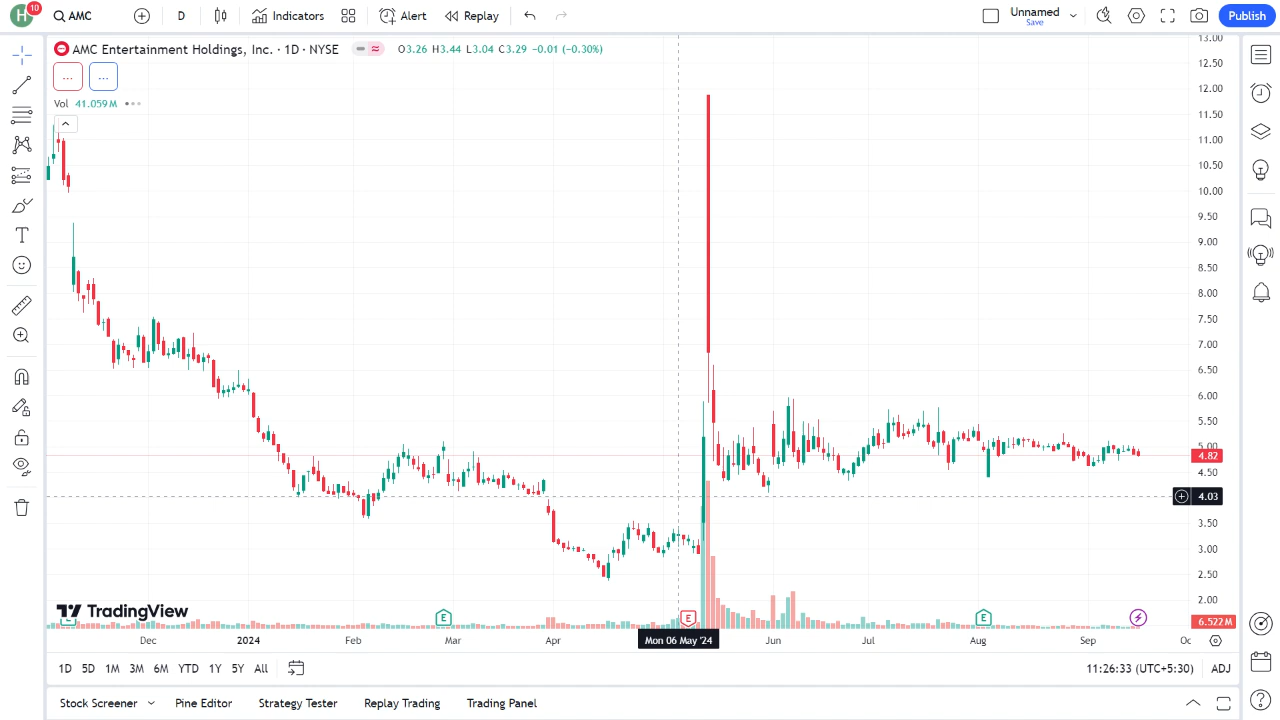 H 10 AMC D Indicators Alert Replay Unnamed Save Publish
AMC Entertainment Holdings, Inc. · 1D · NYSE O3.26 H3.44 L3.04 C3.29 −0.01 (−0.30%)
Vol 41.059M
13.00
12.50
12.00
11.50
11.00
10.50
10.00
9.50
9.00
8.50
8.00
7.50
7.00
6.50
6.00
5.50
5.00
4.82
4.50
4.03
3.50
3.00
2.50
2.00
6.522M
TradingView
E E E E
Dec 2024 Feb Mar Apr Mon 06 May '24 Jun Jul Aug Sep Oc
1D 5D 1M 3M 6M YTD 1Y 5Y All 11:26:33 (UTC+5:30) ADJ
Stock Screener Pine Editor Strategy Tester Replay Trading Trading Panel